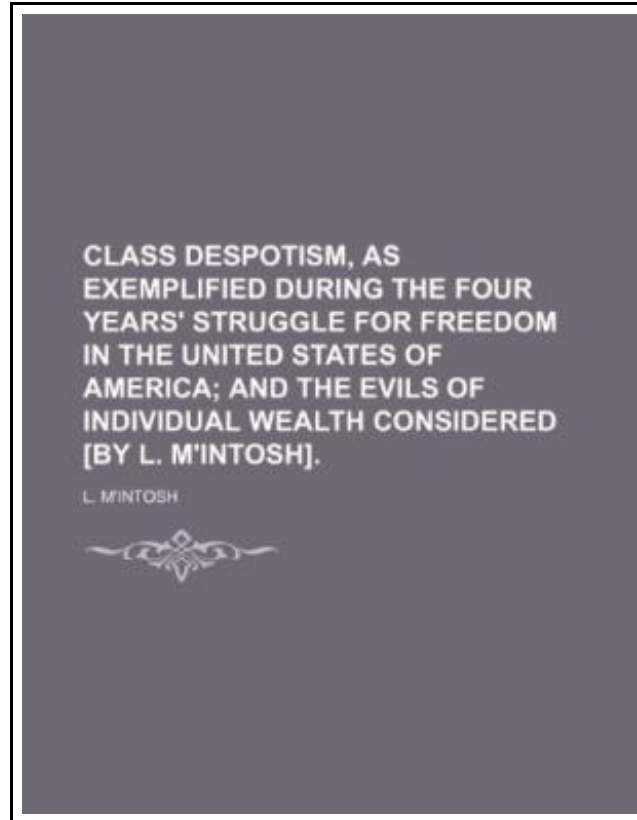 CLASS DESPOTISM, AS
EXEMPLIFIED DURING THE FOUR
YEARS' STRUGGLE FOR FREEDOM
IN THE UNITED STATES OF
AMERICA; AND THE EVILS OF
INDIVIDUAL WEALTH CONSIDERED
[BY L. M'INTOSH].
L. M'INTOSH